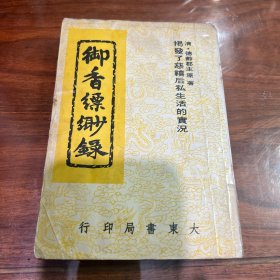 清·德齡郡主原著
揭發了慈禧后私生活的實況
御香縹緲錄
大東書局印行